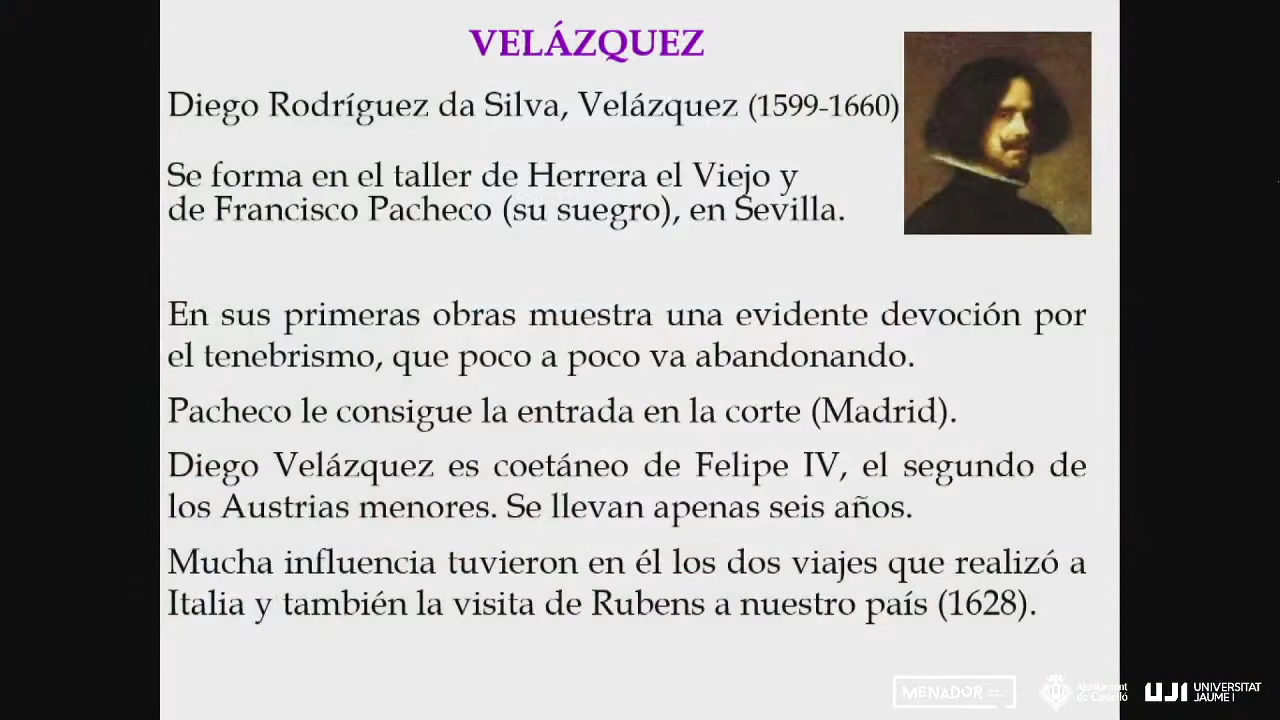 VELÁZQUEZ
Diego Rodríguez da Silva, Velázquez (1599-1660)
Se forma en el taller de Herrera el Viejo y
de Francisco Pacheco (su suegro), en Sevilla.
En sus primeras obras muestra una evidente devoción por
el tenebrismo, que poco a poco va abandonando.
Pacheco le consigue la entrada en la corte (Madrid).
Diego Velázquez es coetáneo de Felipe IV, el segundo de
los Austrias menores. Se llevan apenas seis años.
Mucha influencia tuvieron en él los dos viajes que realizó a
Italia y también la visita de Rubens a nuestro país (1628).
MENADOR
Ajuntament
de Castelló
UJI
UNIVERSITAT
JAUME I